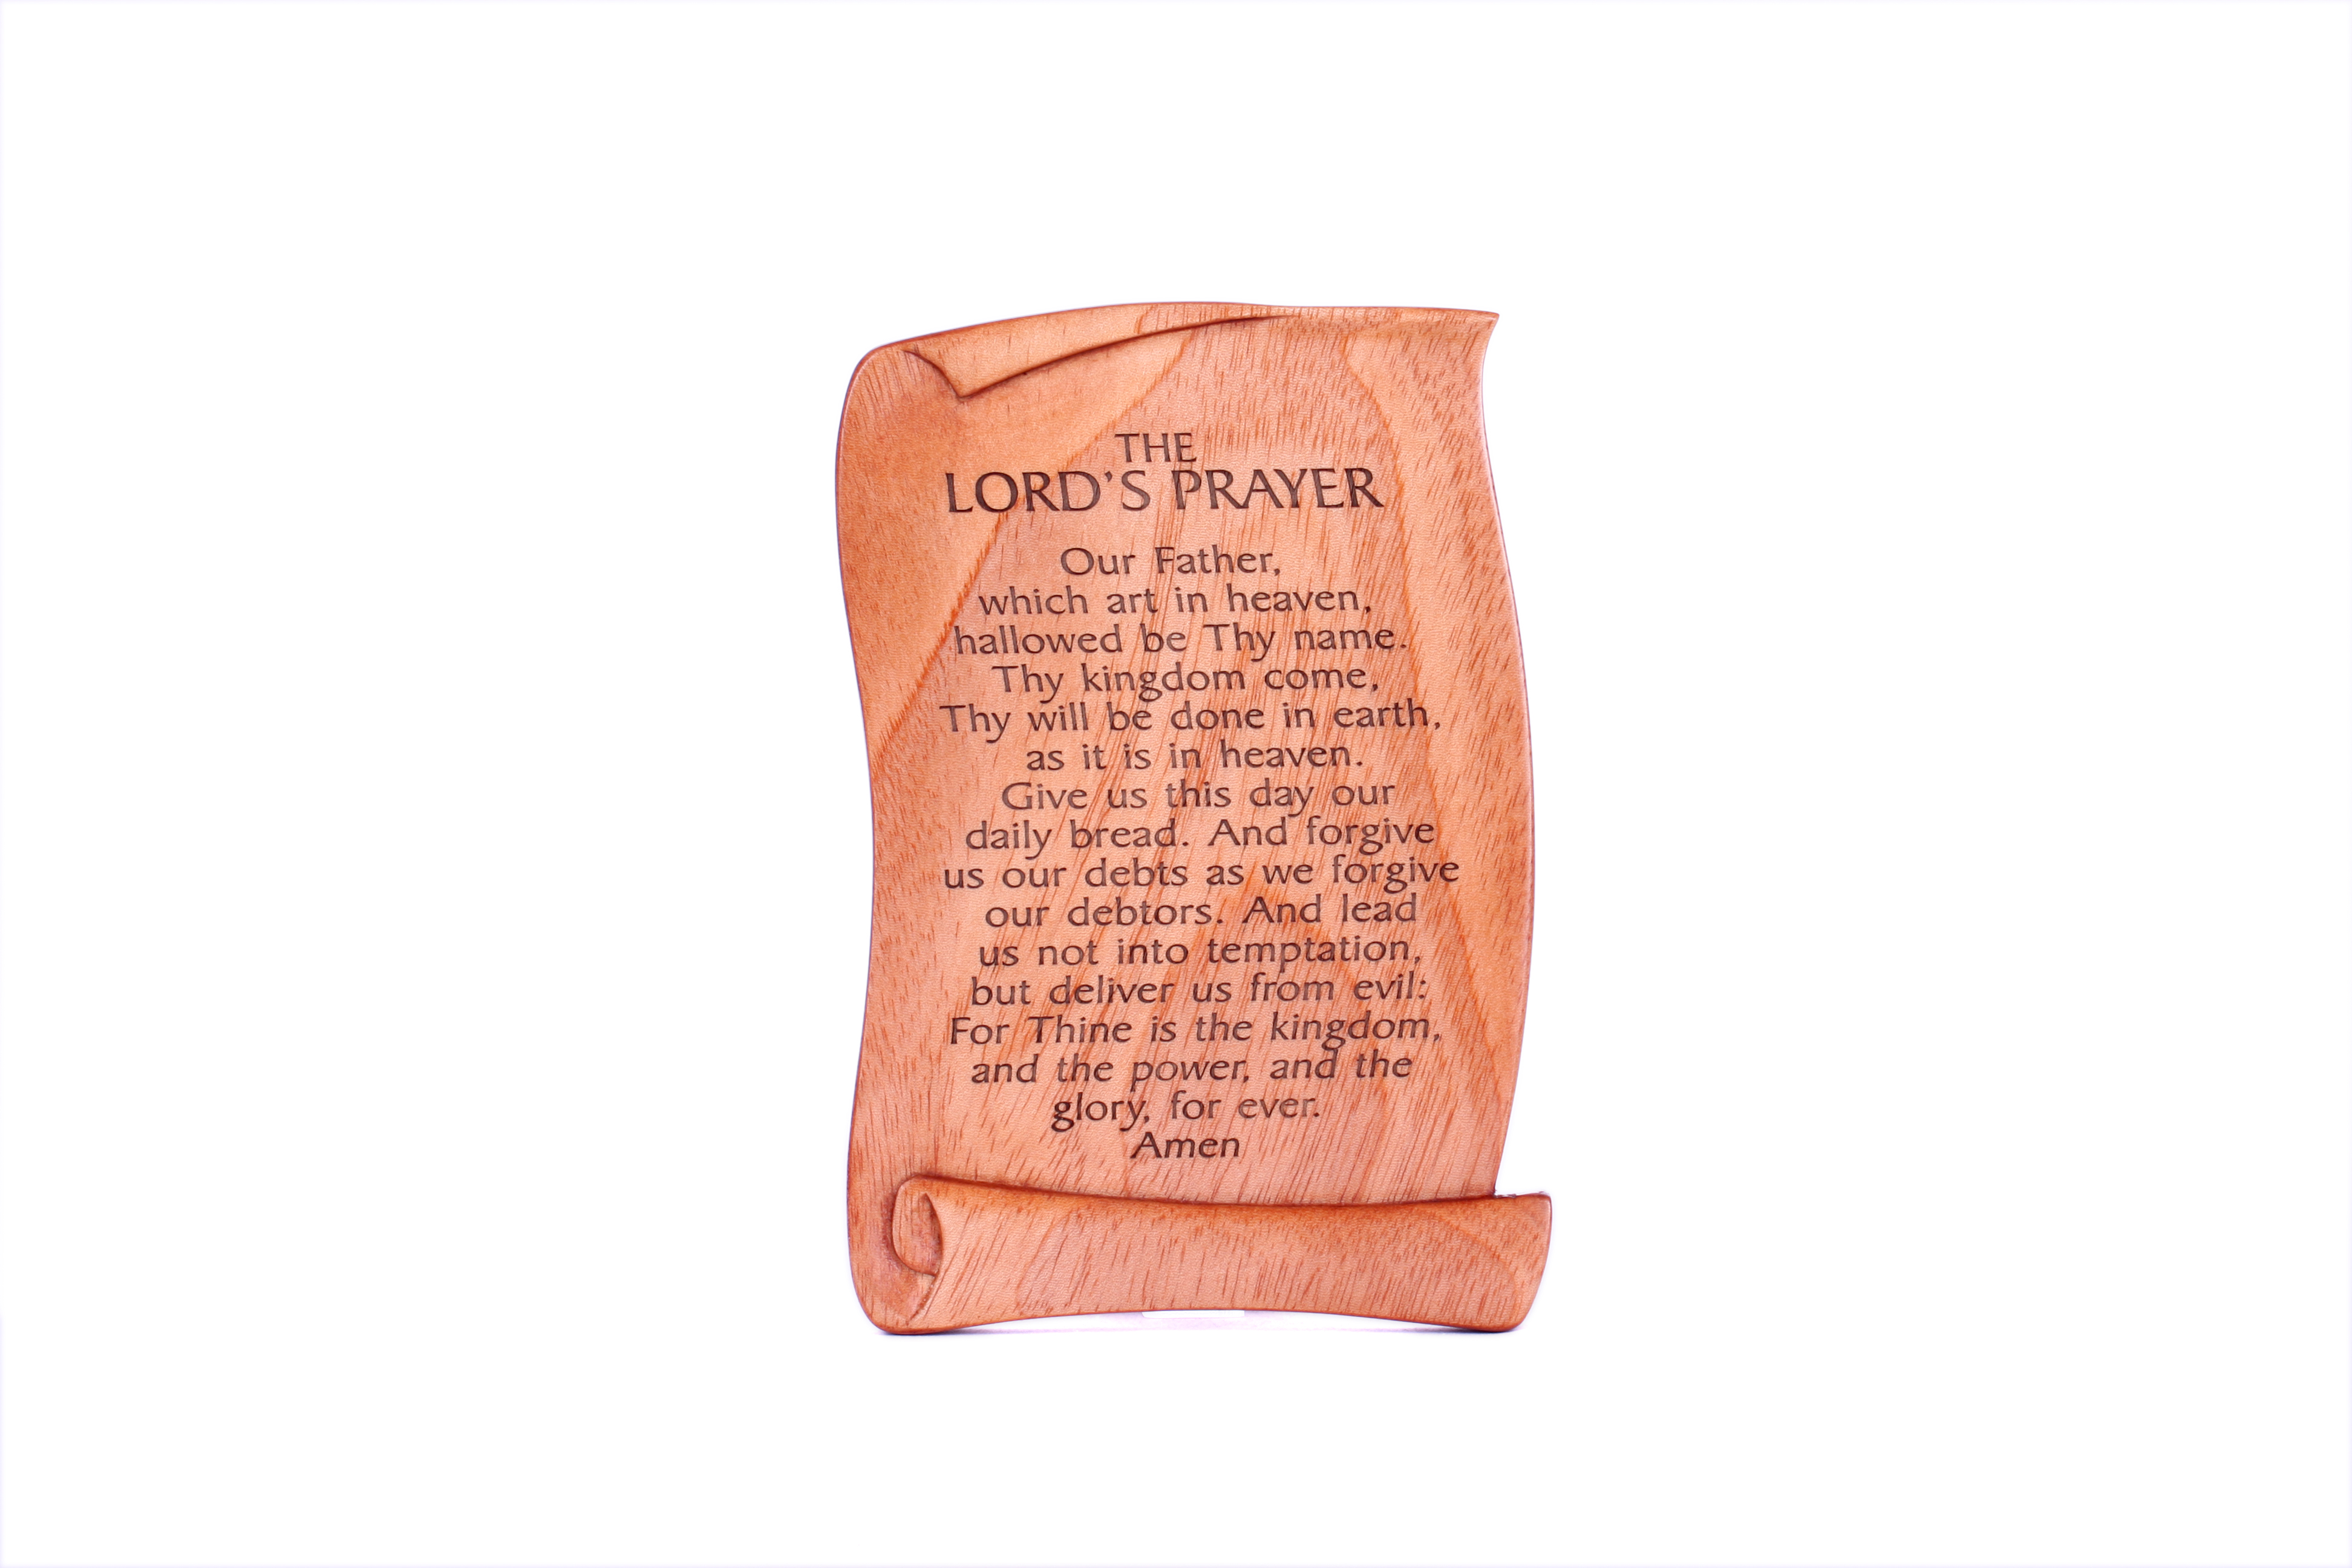 THE
LORD'S PRAYER
Our Father,
which art in heaven,
hallowed be Thy name.
Thy kingdom come,
Thy will be done in earth,
as it is in heaven.
Give us this day our
daily bread. And forgive
us our debts as we forgive
our debtors. And lead
us not into temptation,
but deliver us from evil:
For Thine is the kingdom,
and the power, and the
glory, for ever.
Amen